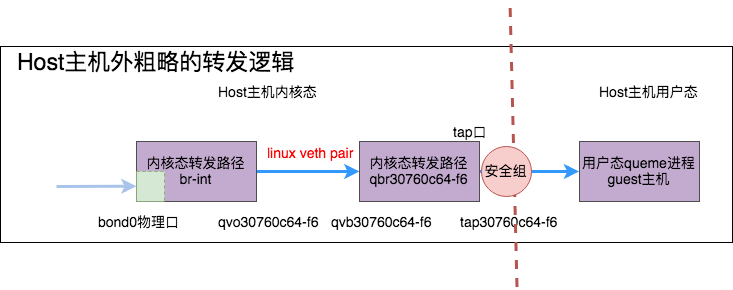 Host主机外粗略的转发逻辑
Host主机内核态
Host主机用户态
tap口
内核态转发路径
br-int
linux veth pair
内核态转发路径
qbr30760c64-f6
安全组
用户态queme进程
guest主机
bond0物理口
qvo30760c64-f6
qvb30760c64-f6
tap30760c64-f6